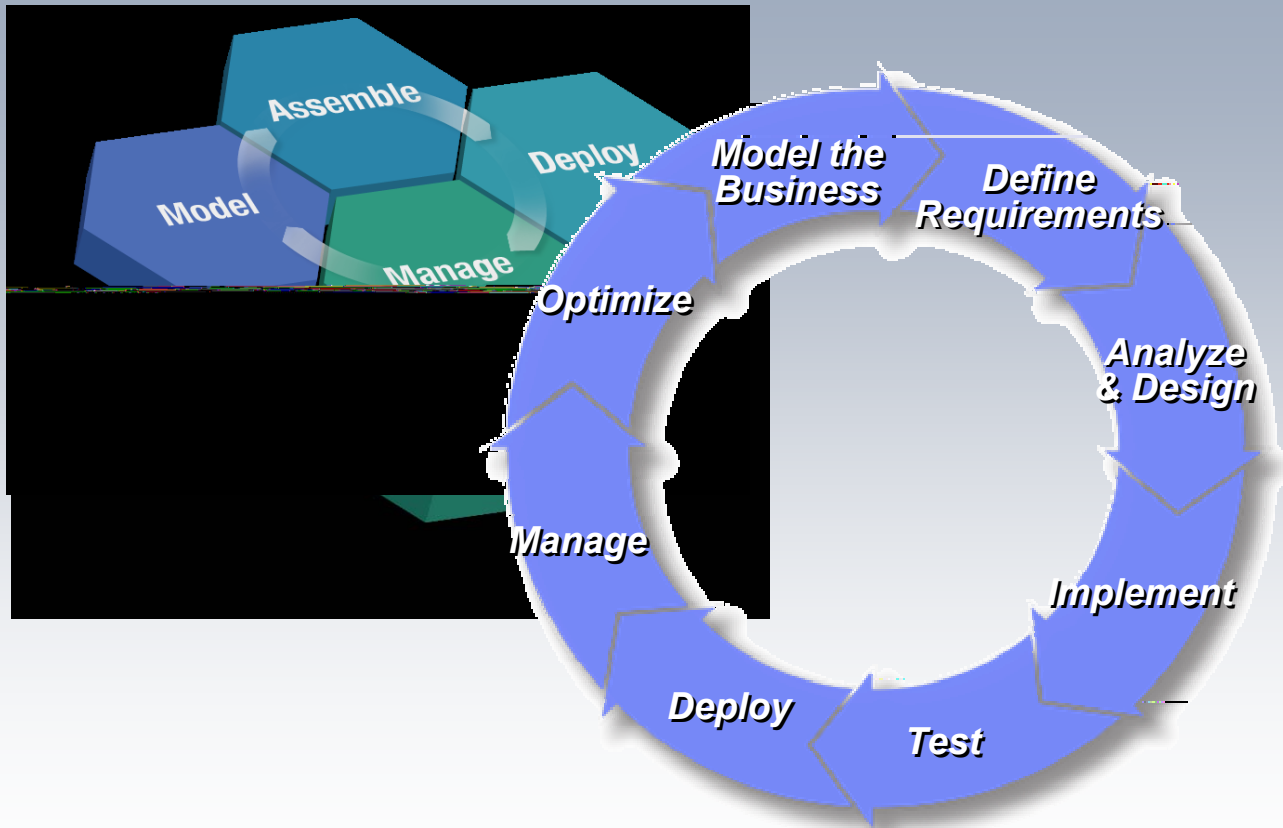 Assemble
Deploy
Model
Manage
Model the
Business
Define
Requirements
Analyze
& Design
Implement
Test
Deploy
Manage
Optimize